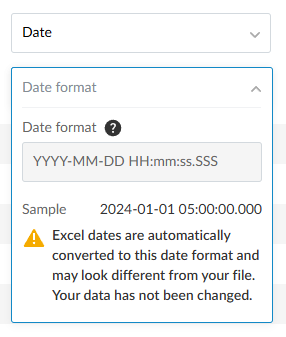 Date
Date format
Date format ?
YYYY-MM-DD HH:mm:ss.SSS
Sample 2024-01-01 05:00:00.000
Excel dates are automatically
converted to this date format and
may look different from your file.
Your data has not been changed.